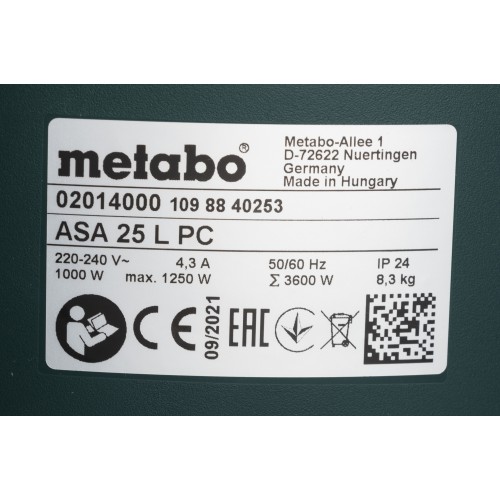 metabo®
Metabo-Allee 1
D-72622 Nuertingen
Germany
Made in Hungary
02014000 109 88 40253
ASA 25 L PC
220-240 V~ 4,3 A 50/60 Hz IP 24
1000 W max. 1250 W Σ 3600 W 8,3 kg
CE 09/2021 EAC